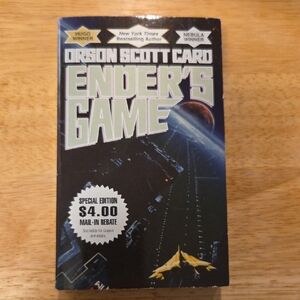 HUGO
WINNER
New York Times
Bestselling Author
NEBULA
WINNER
ORSON SCOTT CARD
ENDER'S
GAME
SPECIAL EDITION
$4.00
MAIL-IN REBATE